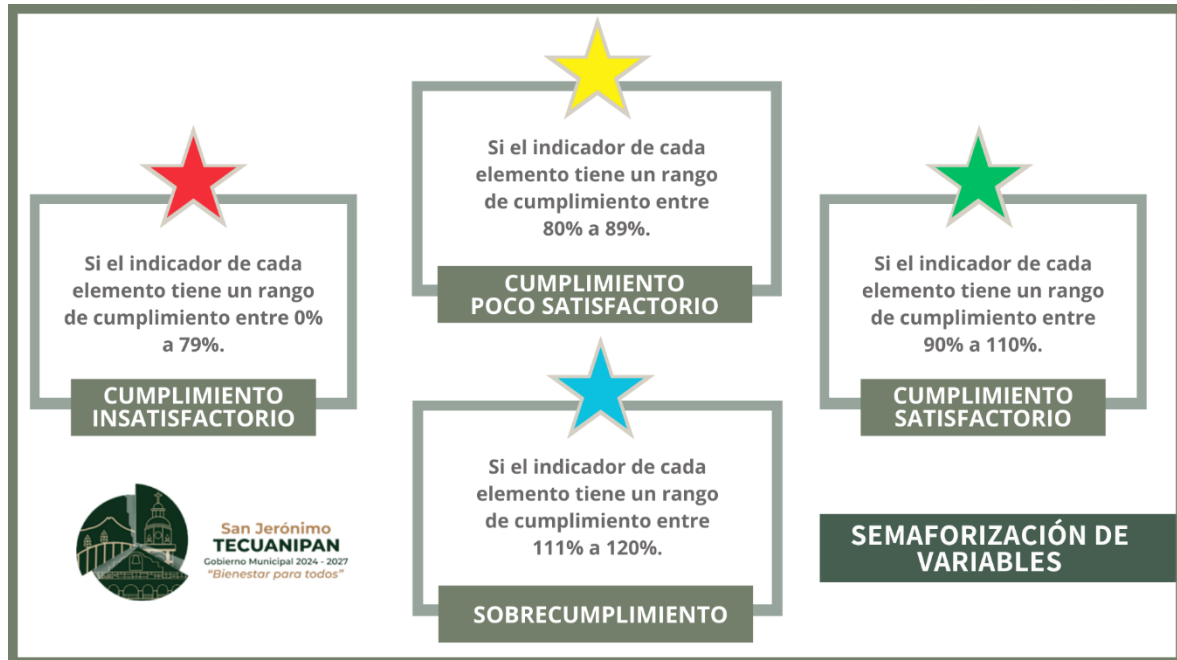 Si el indicador de cada
elemento tiene un rango
de cumplimiento entre 0%
a 79%.
CUMPLIMIENTO
INSATISFACTORIO
Si el indicador de cada
elemento tiene un rango
de cumplimiento entre
80% a 89%.
CUMPLIMIENTO
POCO SATISFACTORIO
Si el indicador de cada
elemento tiene un rango
de cumplimiento entre
90% a 110%.
CUMPLIMIENTO
SATISFACTORIO
Si el indicador de cada
elemento tiene un rango
de cumplimiento entre
111% a 120%.
SOBRECUMPLIMIENTO
San Jerónimo
TECUANIPAN
Gobierno Municipal 2024 - 2027
"Bienestar para todos"
SEMAFORIZACIÓN DE
VARIABLES